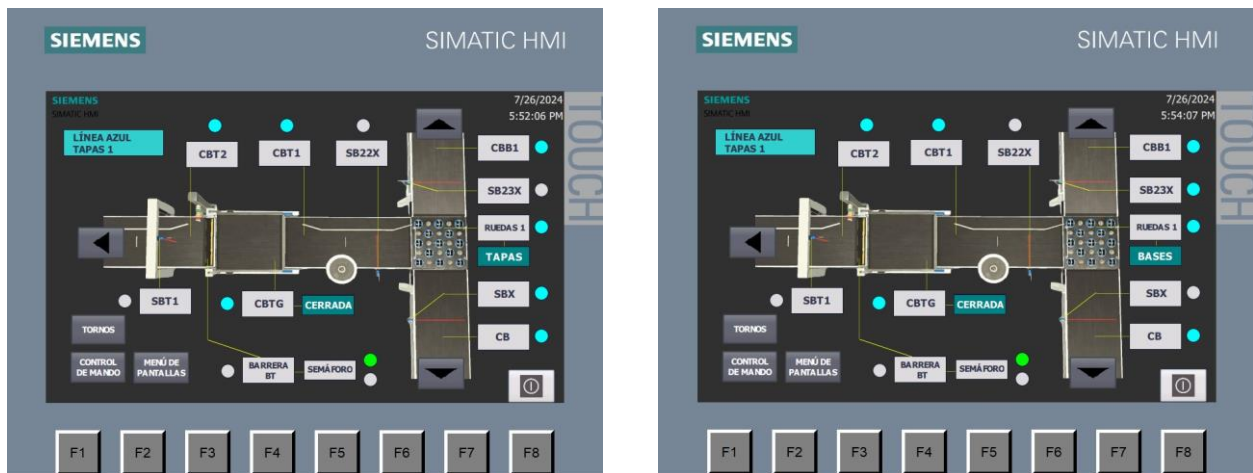 SIEMENS
SIMATIC HMI
TOUCH
SIEMENS
SIMATIC HMI
7/26/2024
5:52:06 PM
LÍNEA AZUL
TAPAS 1
CBT2
CBT1
SB22X
CBB1
SB23X
RUEDAS 1
TAPAS
SBT1
CBTG
CERRADA
SBX
CB
TORNOS
CONTROL
DE MANDO
MENÚ DE
PANTALLAS
BARRERA
BT
SEMÁFORO
F1
F2
F3
F4
F5
F6
F7
F8
SIEMENS
SIMATIC HMI
TOUCH
SIEMENS
SIMATIC HMI
7/26/2024
5:54:07 PM
LÍNEA AZUL
TAPAS 1
CBT2
CBT1
SB22X
CBB1
SB23X
RUEDAS 1
BASES
SBT1
CBTG
CERRADA
SBX
CB
TORNOS
CONTROL
DE MANDO
MENÚ DE
PANTALLAS
BARRERA
BT
SEMÁFORO
F1
F2
F3
F4
F5
F6
F7
F8